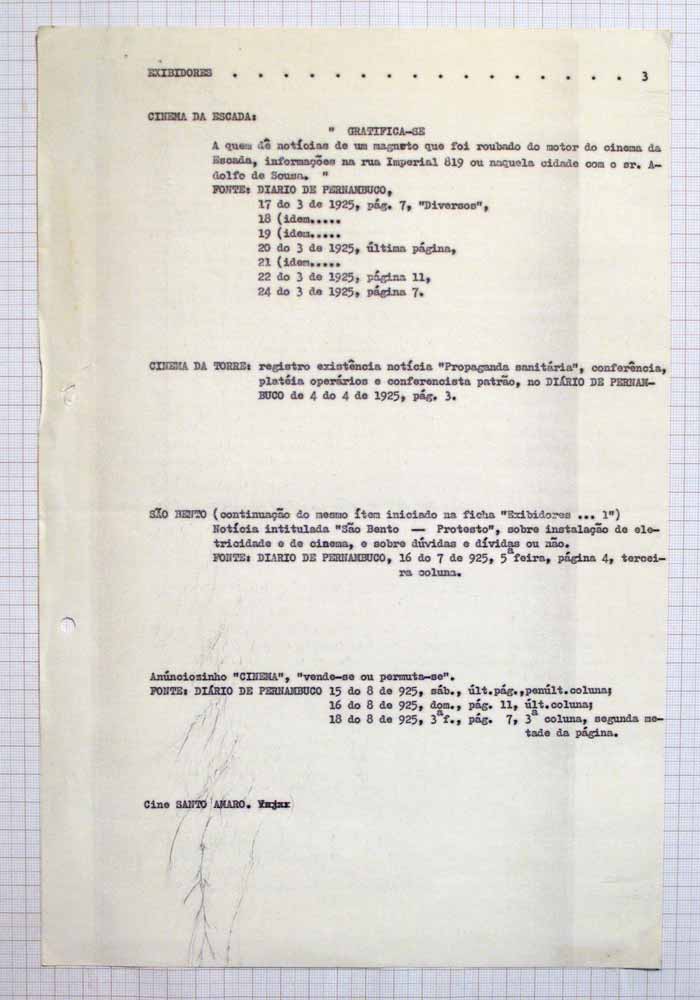 EXIBIDORES . . . . . . . . . . . . . . . . 3
CINEMA DA ESCADA:
" GRATIFICA-SE
A quem dê notícias de um magneto que foi roubado do motor do cinema da
Escada, informações na rua Imperial 819 ou naquela cidade com o sr. A-
dolfo de Sousa. "
FONTE: DIARIO DE PERNAMBUCO,
17 do 3 de 1925, pág. 7, "Diversos",
18 (idem.....
19 (idem.....
20 do 3 de 1925, última página,
21 (idem.....
22 do 3 de 1925, página 11,
24 do 3 de 1925, página 7.
CINEMA DA TORRE: registro existência notícia "Propaganda sanitária", conferência,
platéia operários e conferencista patrão, no DIÁRIO DE PERNAM-
BUCO de 4 do 4 de 1925, pág. 3.
SÃO BENTO (continuação do mesmo ítem iniciado na ficha "Exibidores ... 1")
Notícia intitulada "São Bento — Protesto", sobre instalação de ele-
tricidade e de cinema, e sobre dúvidas e dívidas ou não.
FONTE: DIARIO DE PERNAMBUCO, 16 do 7 de 925, 5ª feira, página 4, tercei-
ra coluna.
Anúnciosinho "CINEMA", "vende-se ou permuta-se".
FONTE: DIÁRIO DE PERNAMBUCO 15 do 8 de 925, sáb., últ.pág.,penúlt.coluna;
16 do 8 de 925, dom., pág. 11, últ.coluna;
18 do 8 de 925, 3ªf., pág. 7, 3ª coluna, segunda me-
tade da página.
Cine SANTO AMARO.